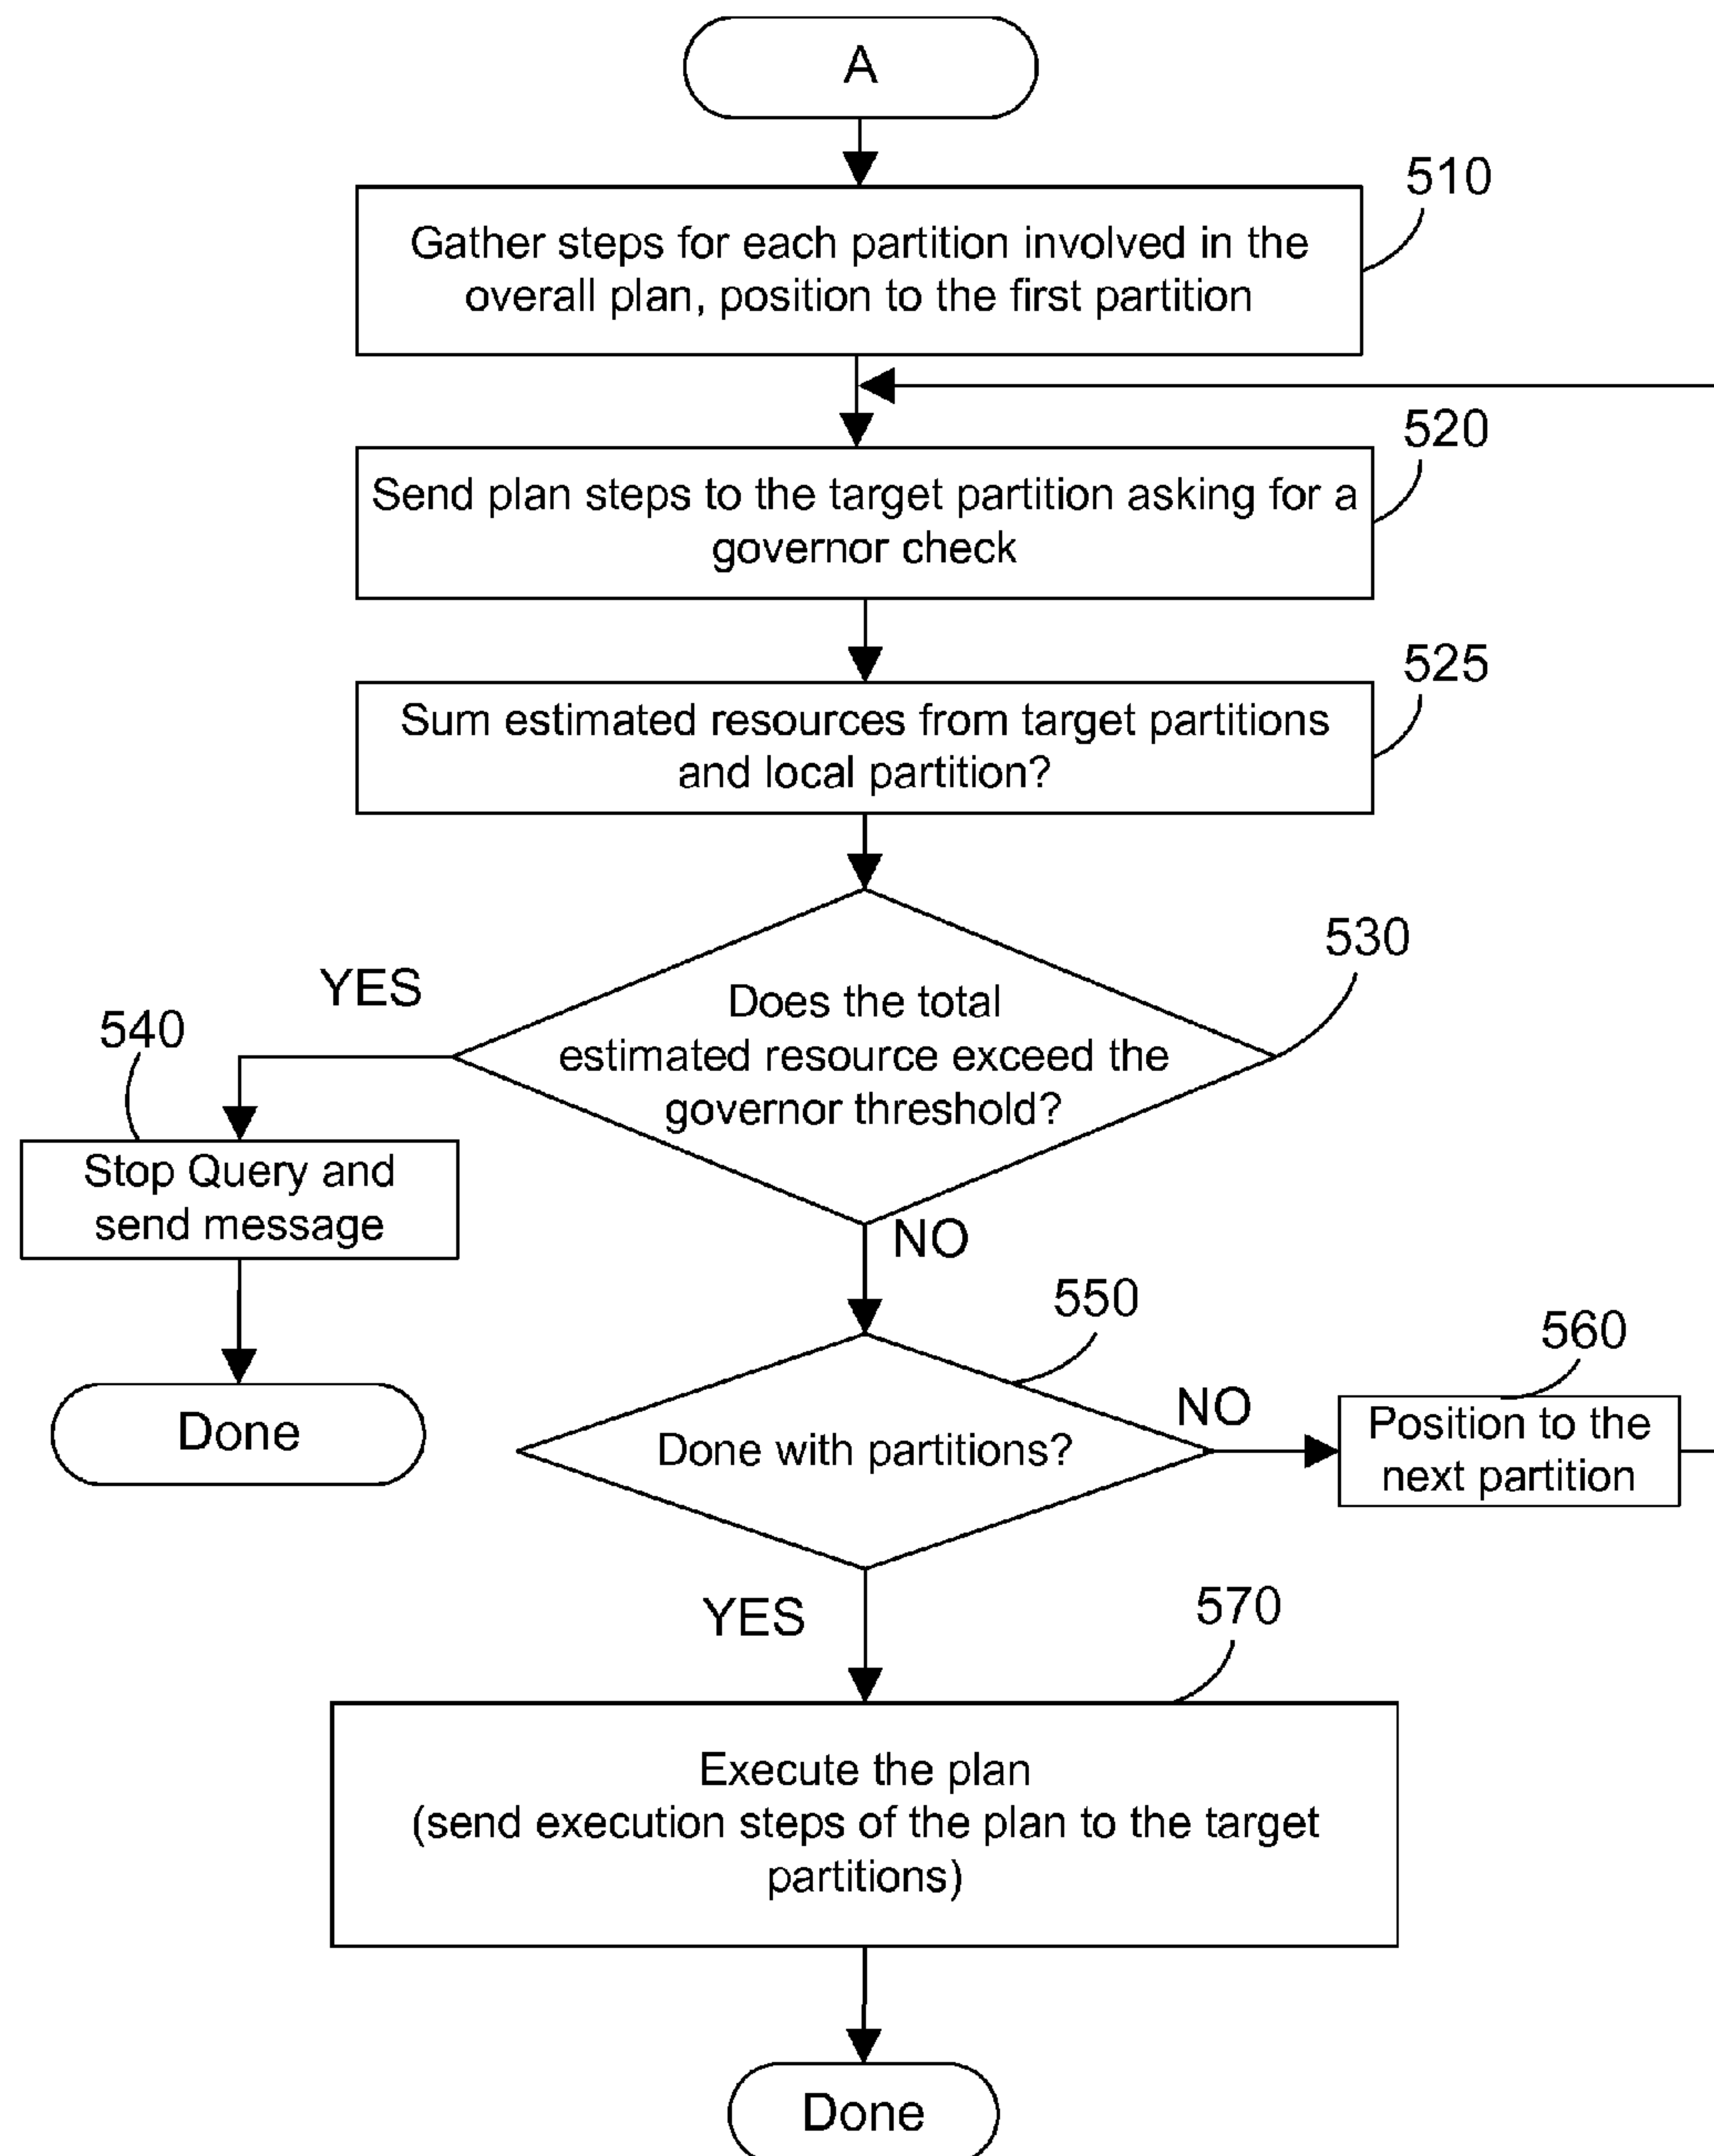 A
510
Gather steps for each partition involved in the
overall plan, position to the first partition
520
Send plan steps to the target partition asking for a
governor check
525
Sum estimated resources from target partitions
and local partition?
530
Does the total
estimated resource exceed the
governor threshold?
YES
540
Stop Query and
send message
Done
NO
550
Done with partitions?
NO
560
Position to the
next partition
YES
570
Execute the plan
(send execution steps of the plan to the target
partitions)
Done